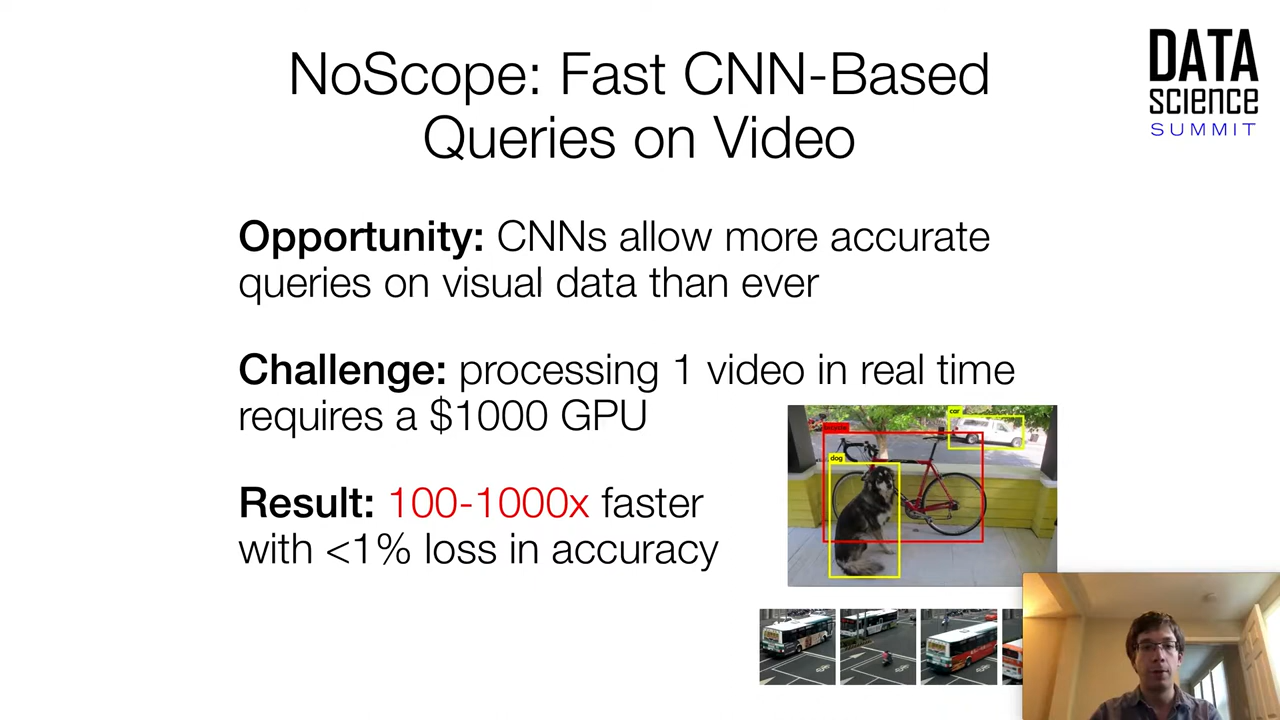 NoScope: Fast CNN-Based
Queries on Video
DATA
SCIENCE
SUMMIT
Opportunity: CNNs allow more accurate
queries on visual data than ever
Challenge: processing 1 video in real time
requires a $1000 GPU
Result: 100-1000x faster
with <1% loss in accuracy
car
bicycle
dog